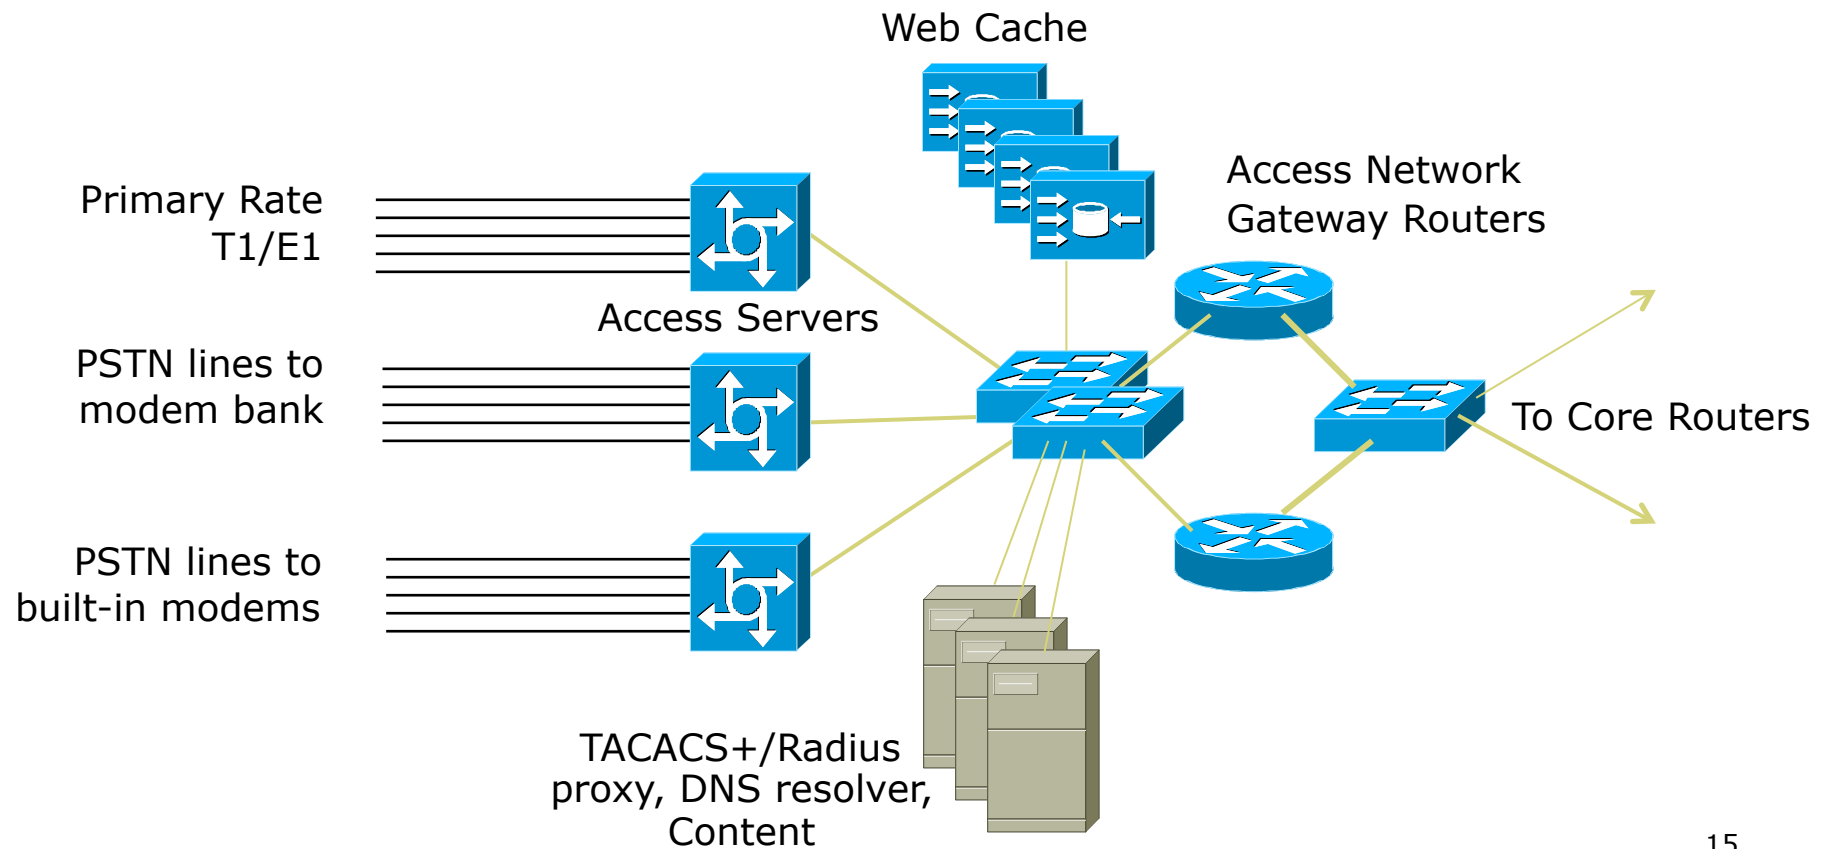 Web Cache
Access Network
Gateway Routers
Primary Rate
T1/E1
Access Servers
PSTN lines to
modem bank
To Core Routers
PSTN lines to
built-in modems
TACACS+/Radius
proxy, DNS resolver,
Content
15